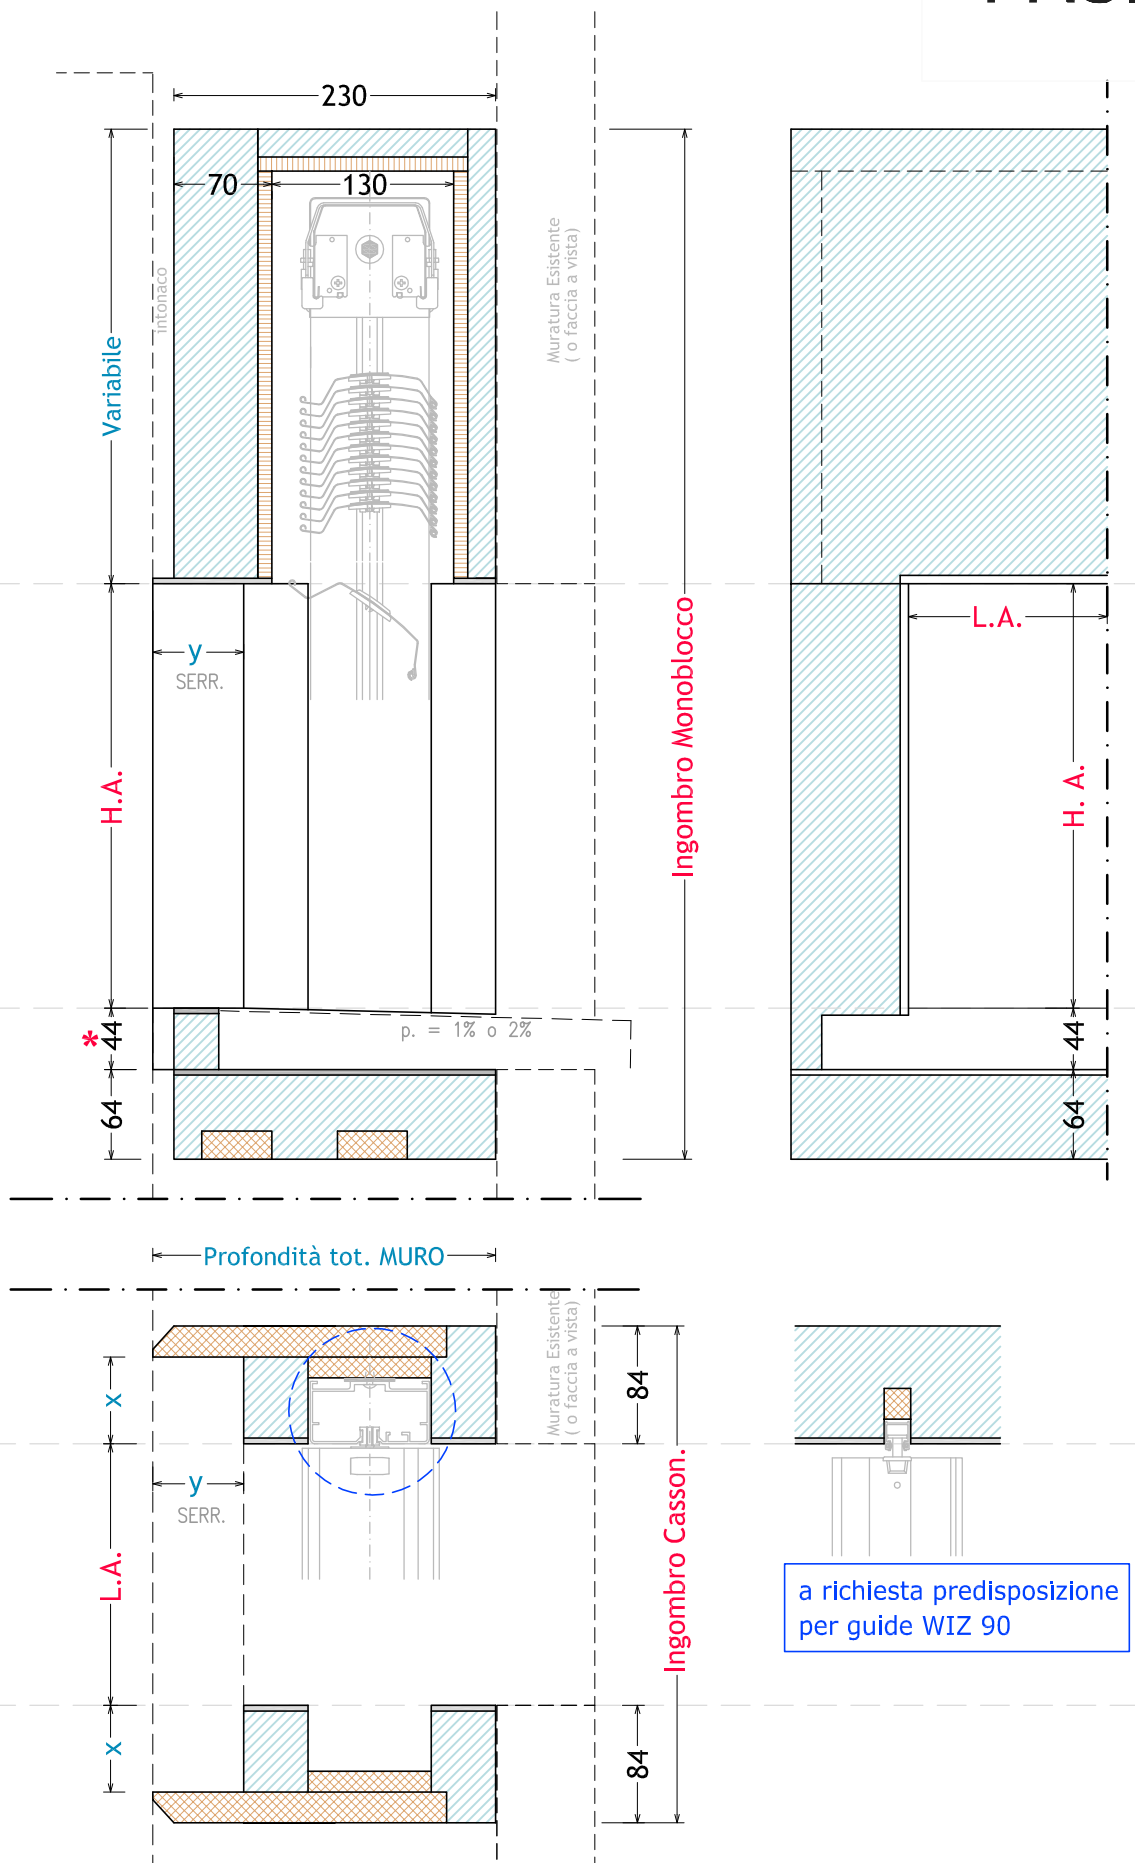 230
70
130
intonaco
Muratura Esistente
( o faccia a vista)
Variabile
L.A.
y
SERR.
Ingombro Monoblocco
H.A.
H. A.
* 44
p. = 1% o 2%
44
64
64
Profondità tot. MURO
Muratura Esistente
( o faccia a vista)
x
84
y
SERR.
L.A.
Ingombro Casson.
a richiesta predisposizione
per guide WIZ 90
x
84